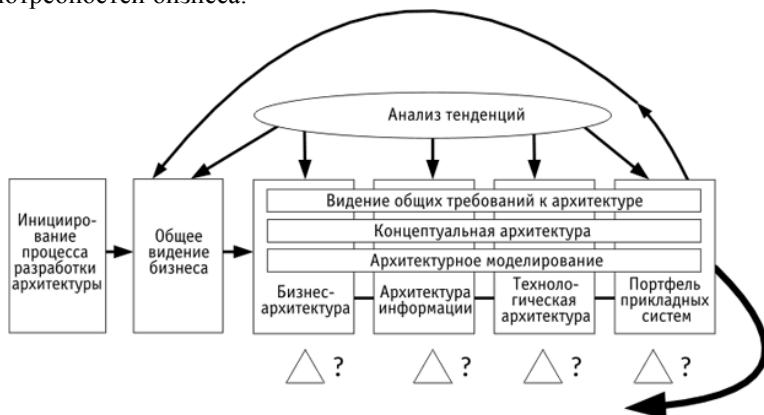 потребностей бизнеса.
Анализ тенденций
Иницииро-
вание
процесса
разработки
архитектуры
Общее
видение
бизнеса
Видение общих требований к архитектуре
Концептуальная архитектура
Архитектурное моделирование
Бизнес-
архитектура
Архитектура
информации
Техноло-
гическая
архитектура
Портфель
прикладных
систем
?
?
?
?